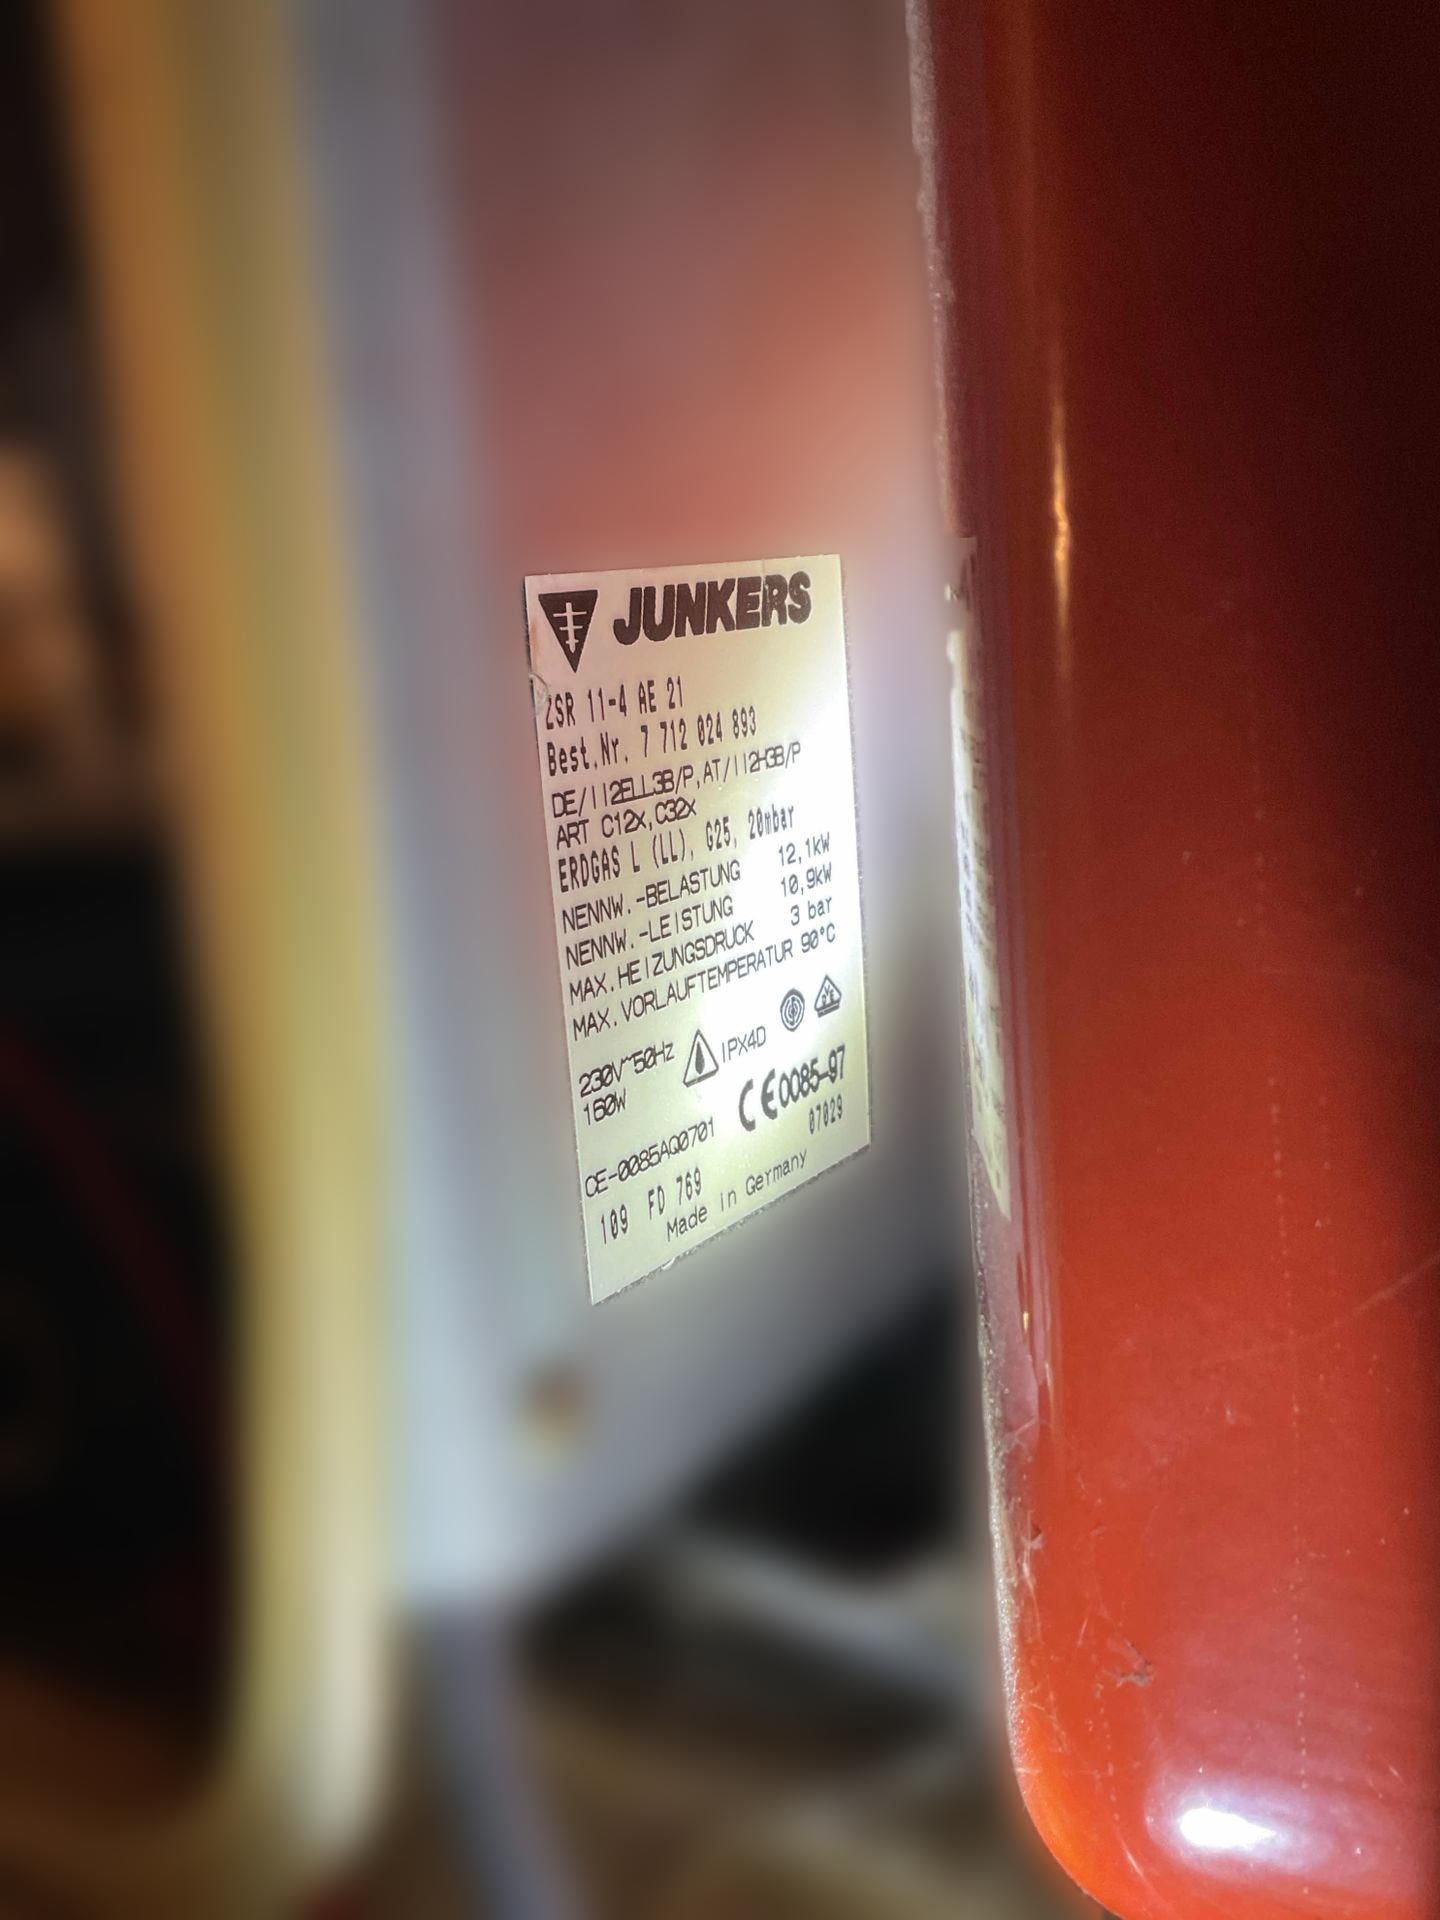 JUNKERS
ZSR 11-4 AE 21
Best.Nr. 7 712 024 893
DE/II2ELL3B/P,AT/II2H3B/P
ART C12x,C32x
ERDGAS L (LL), G25, 20mbar
NENNW.-BELASTUNG 12,1kW
NENNW.-LEISTUNG 10,9kW
MAX.HEIZUNGSDRUCK 3 bar
MAX.VORLAUFTEMPERATUR 90°C
230V~50Hz IPX4D
150W
CE0085-97
CE-0085AQ0701 07029
109 FD 769
Made in Germany